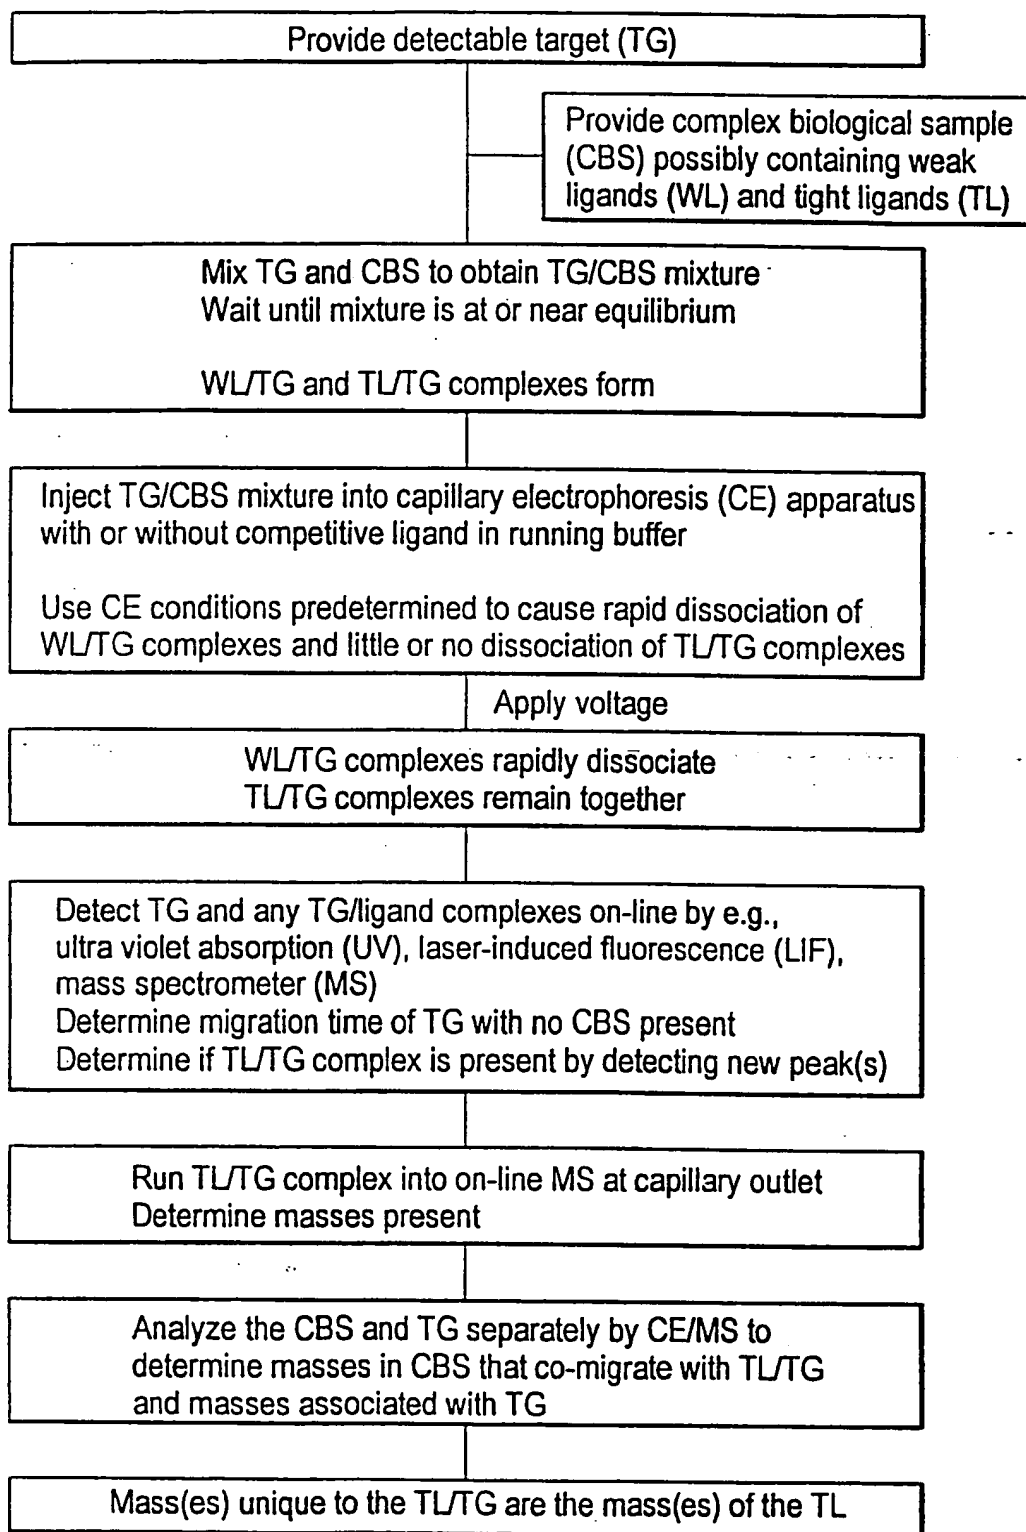 Provide detectable target (TG)
Provide complex biological sample
(CBS) possibly containing weak
ligands (WL) and tight ligands (TL)
Mix TG and CBS to obtain TG/CBS mixture
Wait until mixture is at or near equilibrium
WL/TG and TL/TG complexes form
Inject TG/CBS mixture into capillary electrophoresis (CE) apparatus
with or without competitive ligand in running buffer
Use CE conditions predetermined to cause rapid dissociation of
WL/TG complexes and little or no dissociation of TL/TG complexes
Apply voltage
WL/TG complexes rapidly dissociate
TL/TG complexes remain together
Detect TG and any TG/ligand complexes on-line by e.g.,
ultra violet absorption (UV), laser-induced fluorescence (LIF),
mass spectrometer (MS)
Determine migration time of TG with no CBS present
Determine if TL/TG complex is present by detecting new peak(s)
Run TL/TG complex into on-line MS at capillary outlet
Determine masses present
Analyze the CBS and TG separately by CE/MS to
determine masses in CBS that co-migrate with TL/TG
and masses associated with TG
Mass(es) unique to the TL/TG are the mass(es) of the TL